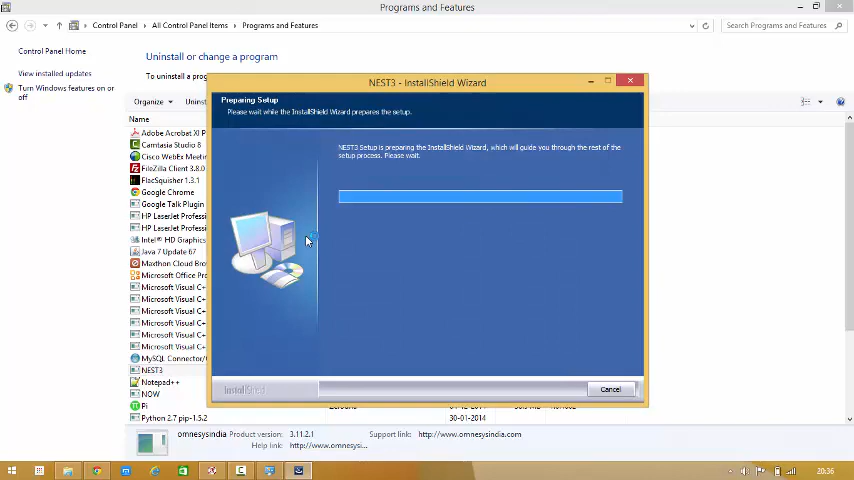 Programs and Features
Control Panel
All Control Panel Items
Programs and Features
Search Programs and Features
Control Panel Home
View installed updates
Turn Windows features on or
off
Uninstall or change a program
To uninstall a prog
Organize
Unins
Name
Adobe Acrobat XI P
Camtasia Studio 8
Cisco WebEx Meetin
FileZilla Client 3.8.0
FlacSquisher 1.3.1
Google Chrome
Google Talk Plugin
HP LaserJet Profess
HP LaserJet Profess
Intel® HD Graphics
Java 7 Update 67
Maxthon Cloud Bro
Microsoft Office Pro
Microsoft Visual C+
Microsoft Visual C+
Microsoft Visual C+
Microsoft Visual C+
Microsoft Visual C+
Microsoft Visual C+
MySQL Connector/
NEST3
Notepad++
NOW
Pi
Python 2.7 pip-1.5.2
30-01-2014
NEST3 - InstallShield Wizard
Preparing Setup
Please wait while the InstallShield Wizard prepares the setup.
NEST3 Setup is preparing the InstallShield Wizard, which will guide you through the rest of the
setup process. Please wait.
InstallShield
Cancel
omnesysindia Product version: 3.11.2.1 Support link: http://www.omnesysindia.com
Help link: http://www.omnesysi...
20:36